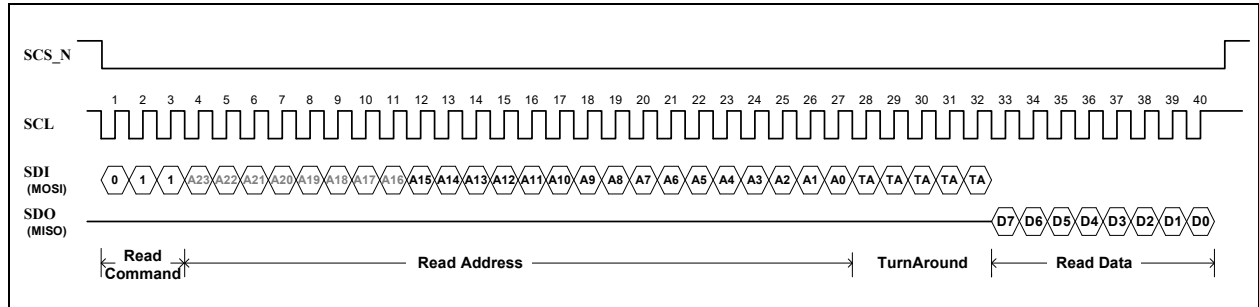 SCS_N
1 2 3 4 5 6 7 8 9 10 11 12 13 14 15 16 17 18 19 20 21 22 23 24 25 26 27 28 29 30 31 32 33 34 35 36 37 38 39 40
SCL
SDI
(MOSI)
0 1 1 A23 A22 A21 A20 A19 A18 A17 A16 A15 A14 A13 A12 A11 A10 A9 A8 A7 A6 A5 A4 A3 A2 A1 A0 TA TA TA TA TA
SDO
(MISO)
D7 D6 D5 D4 D3 D2 D1 D0
Read
Command
Read Address
TurnAround
Read Data